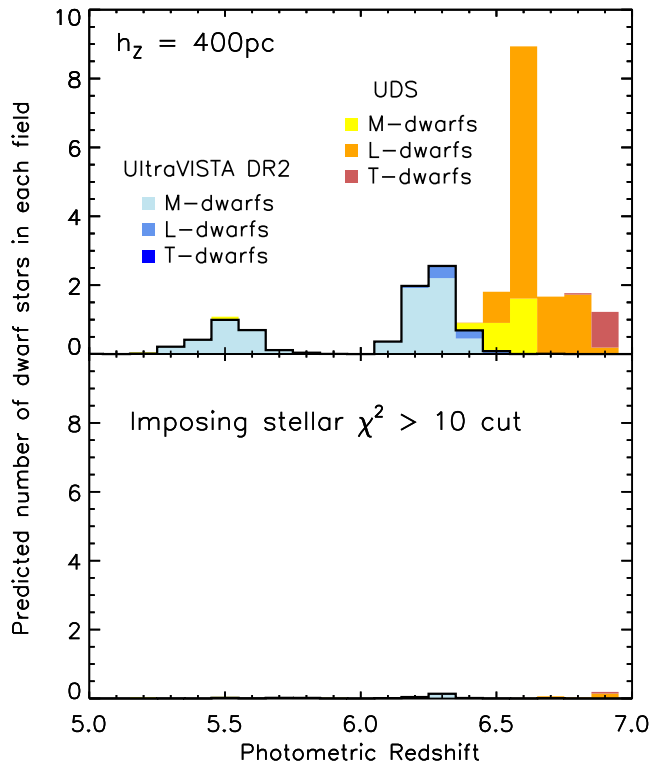 10
h_z = 400pc
8
UDS
M-dwarfs
L-dwarfs
T-dwarfs
6
UltraVISTA DR2
M-dwarfs
L-dwarfs
T-dwarfs
4
2
0
Predicted number of dwarf stars in each field
Imposing stellar χ² > 10 cut
8
6
4
2
0
5.0 5.5 6.0 6.5 7.0
Photometric Redshift